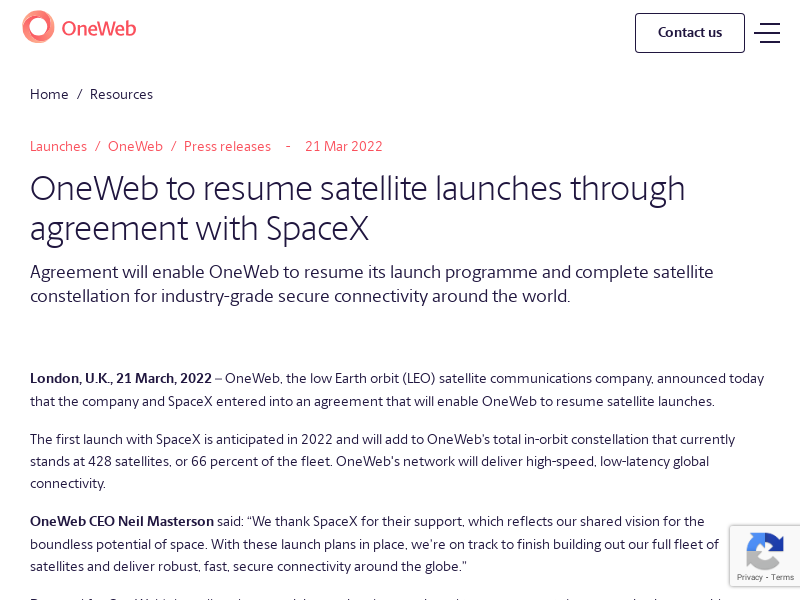 OneWeb
Contact us
Home / Resources
Launches / OneWeb / Press releases - 21 Mar 2022
OneWeb to resume satellite launches through
agreement with SpaceX
Agreement will enable OneWeb to resume its launch programme and complete satellite
constellation for industry-grade secure connectivity around the world.
London, U.K., 21 March, 2022 – OneWeb, the low Earth orbit (LEO) satellite communications company, announced today
that the company and SpaceX entered into an agreement that will enable OneWeb to resume satellite launches.
The first launch with SpaceX is anticipated in 2022 and will add to OneWeb's total in-orbit constellation that currently
stands at 428 satellites, or 66 percent of the fleet. OneWeb's network will deliver high-speed, low-latency global
connectivity.
OneWeb CEO Neil Masterson said: “We thank SpaceX for their support, which reflects our shared vision for the
boundless potential of space. With these launch plans in place, we're on track to finish building out our full fleet of
satellites and deliver robust, fast, secure connectivity around the globe.”
Privacy - Terms